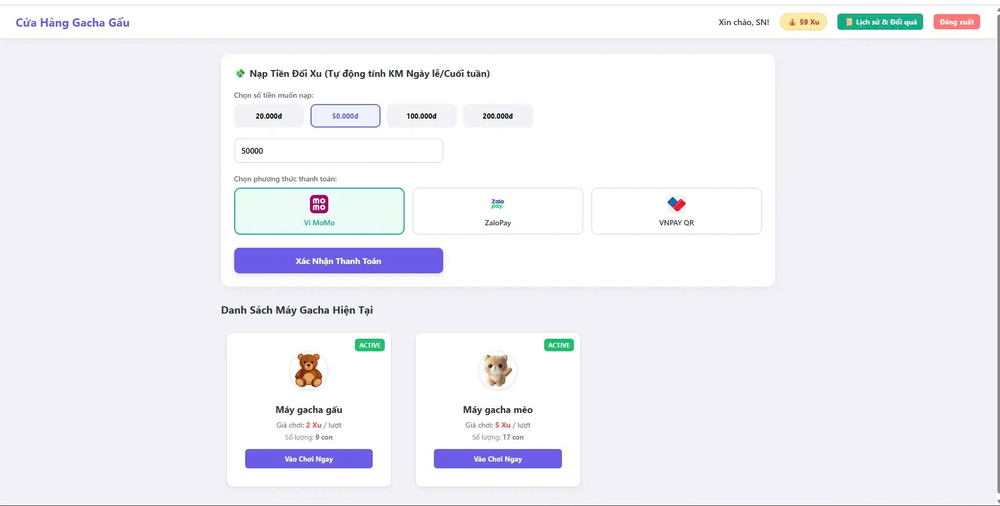 Cửa Hàng Gacha Gấu
Xin chào, SN!
59 Xu
Lịch sử & Đổi quà
Đăng xuất
Nạp Tiền Đổi Xu (Tự động tính KM Ngày lễ/Cuối tuần)
Chọn số tiền muốn nạp:
20.000đ
50.000đ
100.000đ
200.000đ
50000
Chọn phương thức thanh toán:
mo
mo
Ví MoMo
Zalo
pay
ZaloPay
VNPAY QR
Xác Nhận Thanh Toán
Danh Sách Máy Gacha Hiện Tại
ACTIVE
Máy gacha gấu
Giá chơi: 2 Xu / lượt
Số lượng: 9 con
Vào Chơi Ngay
ACTIVE
Máy gacha mèo
Giá chơi: 5 Xu / lượt
Số lượng: 17 con
Vào Chơi Ngay